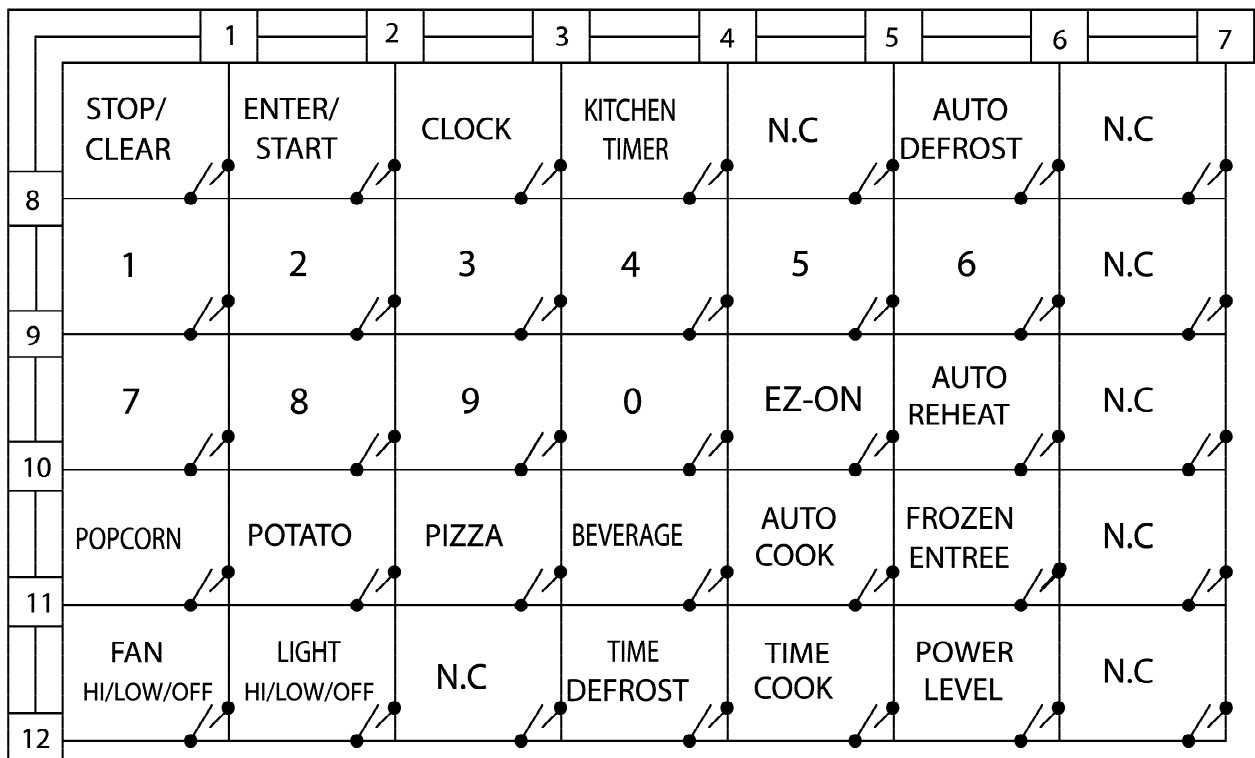 1 2 3 4 5 6 7
STOP/ CLEAR ENTER/ START CLOCK KITCHEN TIMER N.C AUTO DEFROST N.C
8
1 2 3 4 5 6 N.C
9
7 8 9 0 EZ-ON AUTO REHEAT N.C
10
POPCORN POTATO PIZZA BEVERAGE AUTO COOK FROZEN ENTREE N.C
11
FAN HI/LOW/OFF LIGHT HI/LOW/OFF N.C TIME DEFROST TIME COOK POWER LEVEL N.C
12